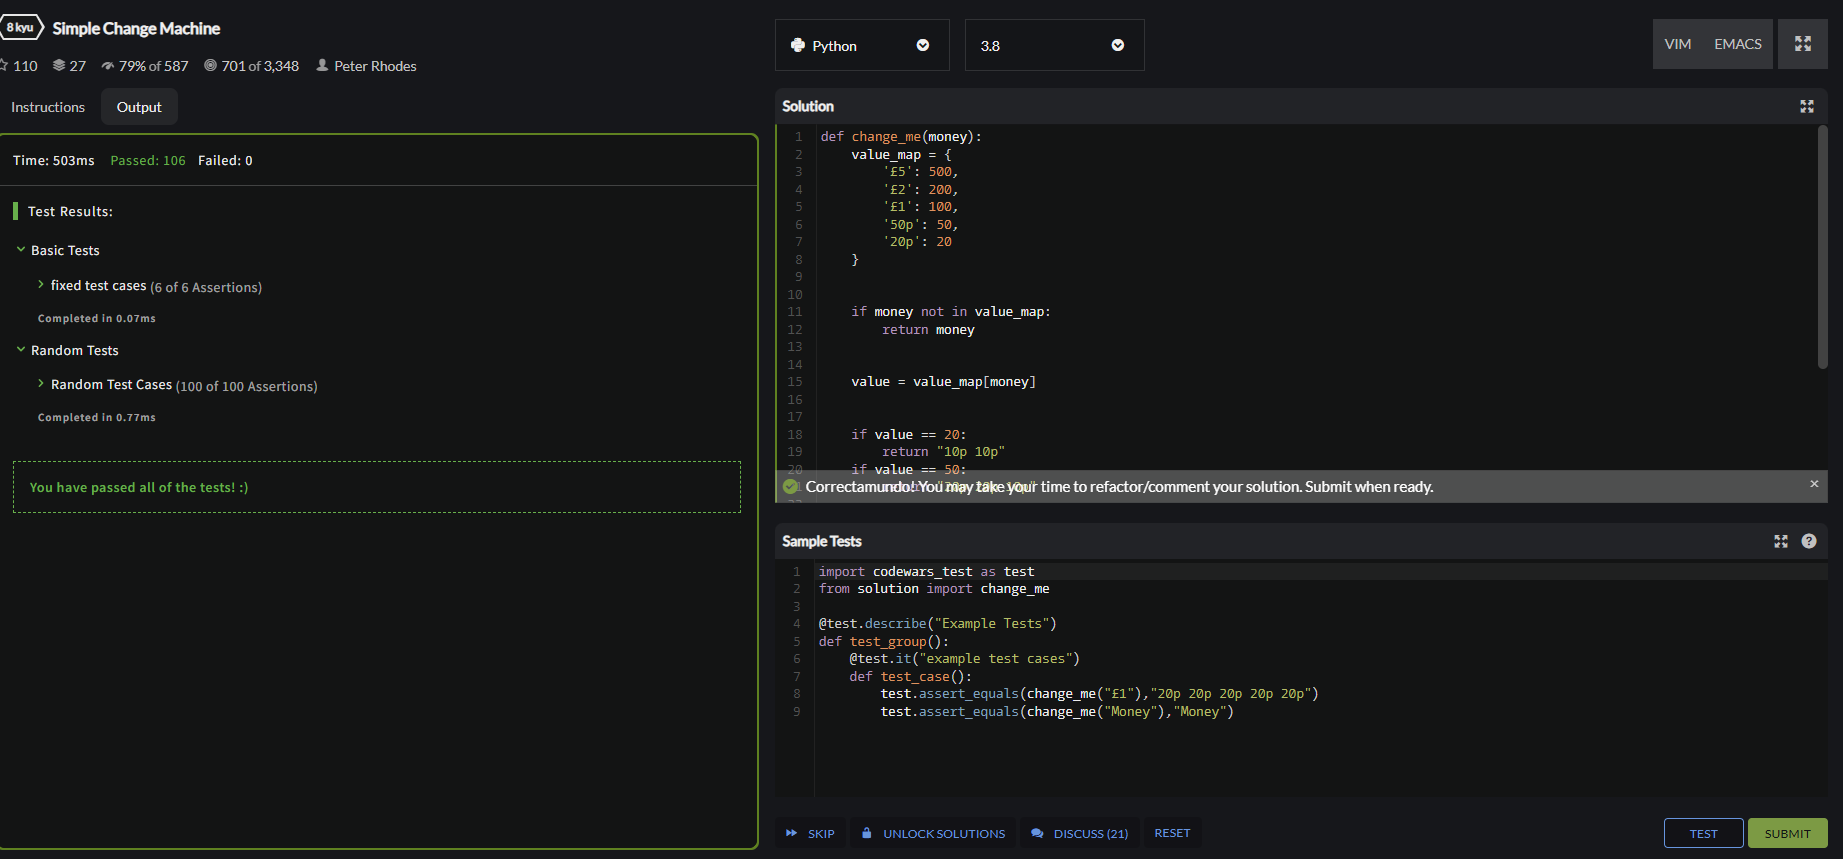 8 kyu Simple Change Machine
110 27 79% of 587 701 of 3,348 Peter Rhodes
Instructions Output
Time: 503ms Passed: 106 Failed: 0
Test Results:
Basic Tests
fixed test cases (6 of 6 Assertions)
Completed in 0.07ms
Random Tests
Random Test Cases (100 of 100 Assertions)
Completed in 0.77ms
You have passed all of the tests! :)
Python 3.8 VIM EMACS
Solution
1 def change_me(money):
2     value_map = {
3         '£5': 500,
4         '£2': 200,
5         '£1': 100,
6         '50p': 50,
7         '20p': 20
8     }
9
10
11     if money not in value_map:
12         return money
13
14
15     value = value_map[money]
16
17
18     if value == 20:
19         return "10p 10p"
20     if value == 50:
Correctamundo! You may take your time to refactor/comment your solution. Submit when ready. ×
Sample Tests ?
1 import codewars_test as test
2 from solution import change_me
3
4 @test.describe("Example Tests")
5 def test_group():
6     @test.it("example test cases")
7     def test_case():
8         test.assert_equals(change_me("£1"),"20p 20p 20p 20p 20p")
9         test.assert_equals(change_me("Money"),"Money")
SKIP UNLOCK SOLUTIONS DISCUSS (21) RESET TEST SUBMIT